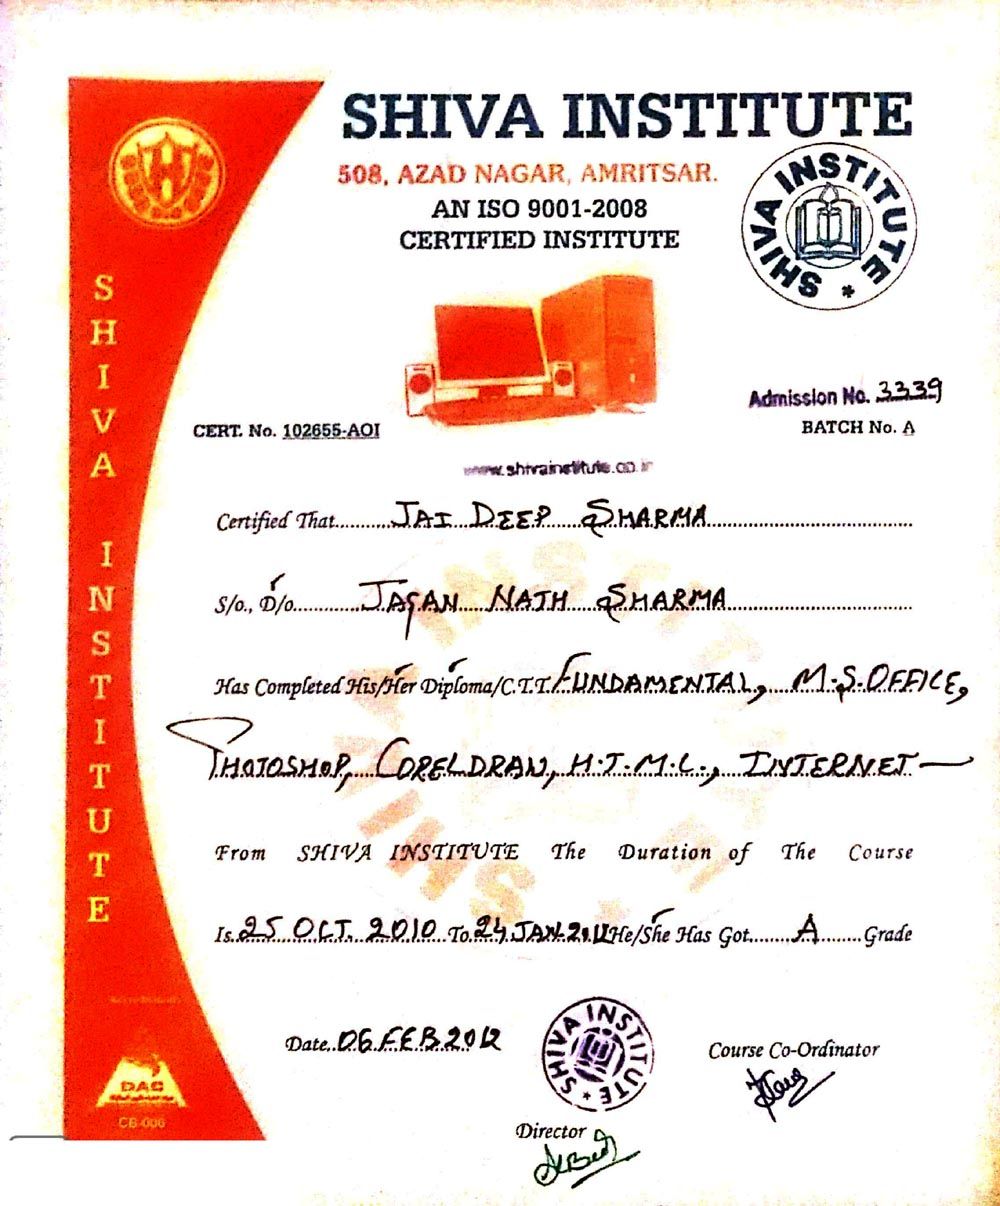 SHIVA INSTITUTE
508, AZAD NAGAR, AMRITSAR.
AN ISO 9001-2008
CERTIFIED INSTITUTE
SHIVA INSTITUTE *
SHIVA INSTITUTE
Admission No. 3339
CERT. No. 102655-AOI
BATCH No. A
www.shivainstitute.co.in
Certified That..........JAI DEEP SHARMA
S/o., D/o..........JAGAN NATH SHARMA
Has Completed His/Her Diploma/C.T.T. FUNDAMENTAL, M.S.OFFICE,
PHOTOSHOP, CORELDRAW, H.T.M.L., INTERNET —
From SHIVA INSTITUTE The Duration of The Course
Is 25 OCT. 2010 To 24 JAN 2011 He/She Has Got........A........Grade
Date..06 FEB 2012
SHIVA INSTITUTE *
Course Co-Ordinator
Director
DAC
CB-006